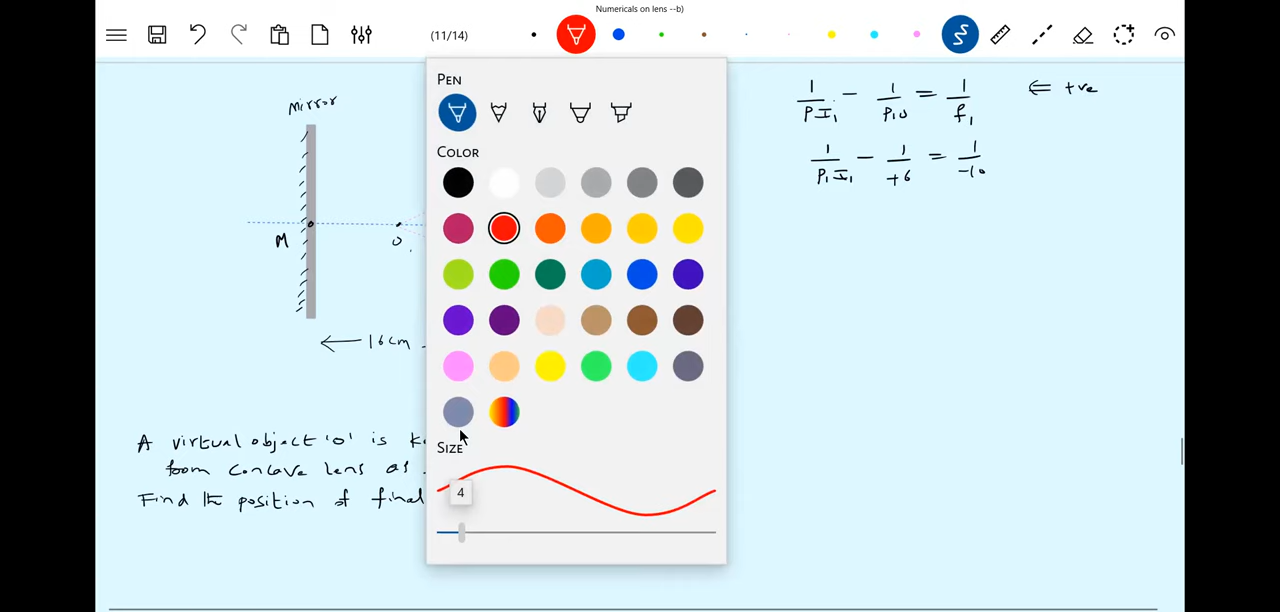 Numericals on lens --b)
(11/14)
PEN
COLOR
SIZE
4
Mirror
M
O
16cm
A virtual object 'O' is
from concave lens as
Find the position of final
1/PI₁ - 1/P₁O = 1/f₁ ⇐ +ve
1/P₁I₁ - 1/+6 = 1/-10